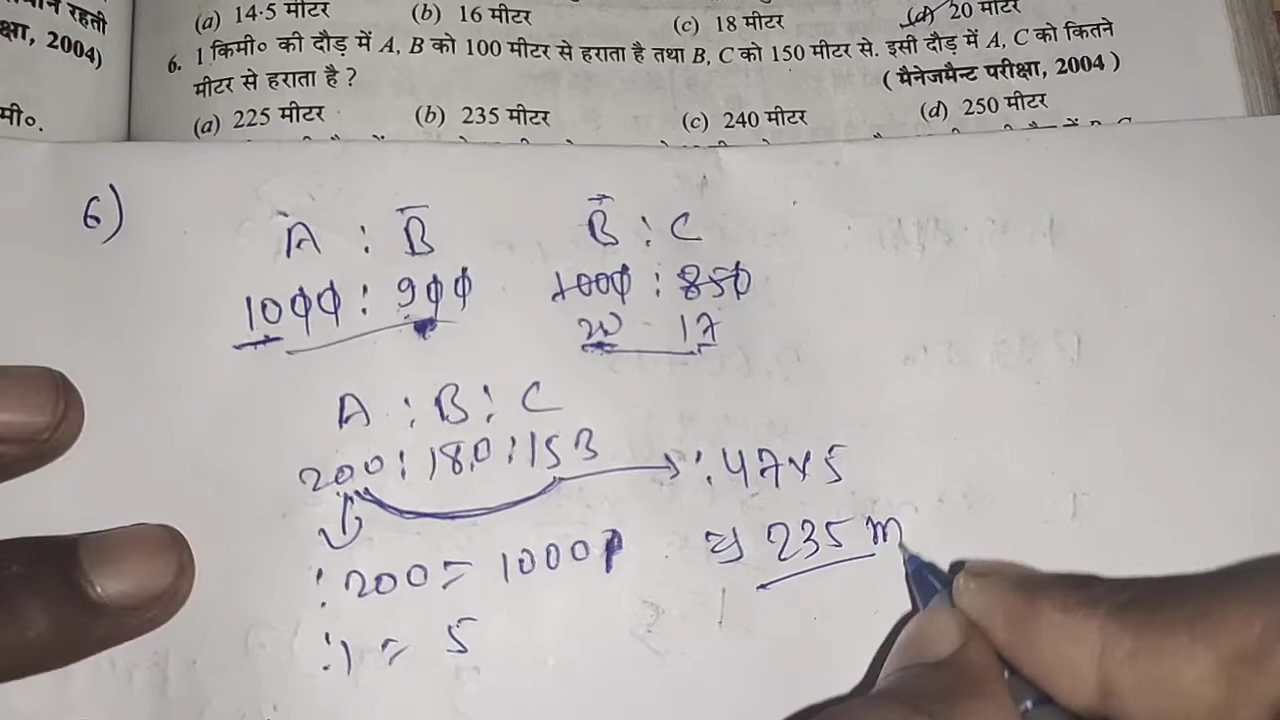 रहती
क्षा, 2004)
मी०.
(a) 14·5 मीटर (b) 16 मीटर (c) 18 मीटर (d) 20 मीटर
6. 1 किमी० की दौड़ में A, B को 100 मीटर से हराता है तथा B, C को 150 मीटर से. इसी दौड़ में A, C को कितने
मीटर से हराता है ? ( मैनेजमैन्ट परीक्षा, 2004 )
(a) 225 मीटर (b) 235 मीटर (c) 240 मीटर (d) 250 मीटर
6)
A : B B : C
1000 : 900 1000 : 850
20 - 17
A : B : C
200 : 180 : 153 : 47×5
:200 = 1000 235 m
:1 = 5